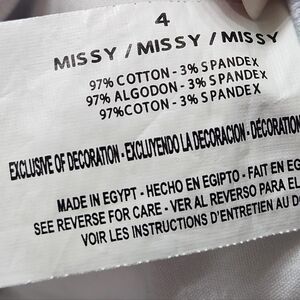 4
MISSY / MISSY / MISSY
97% COTTON - 3% SPANDEX
97% ALGODON - 3% SPANDEX
97%COTON - 3% SPANDEX
EXCLUSIVE OF DECORATION - EXCLUYENDO LA DECORACION - DÉCORATION
MADE IN EGYPT - HECHO EN EGIPTO - FAIT EN EG
SEE REVERSE FOR CARE - VER AL REVERSO PARA EL
VOIR LES INSTRUCTIONS D'ENTRETIEN AU DO